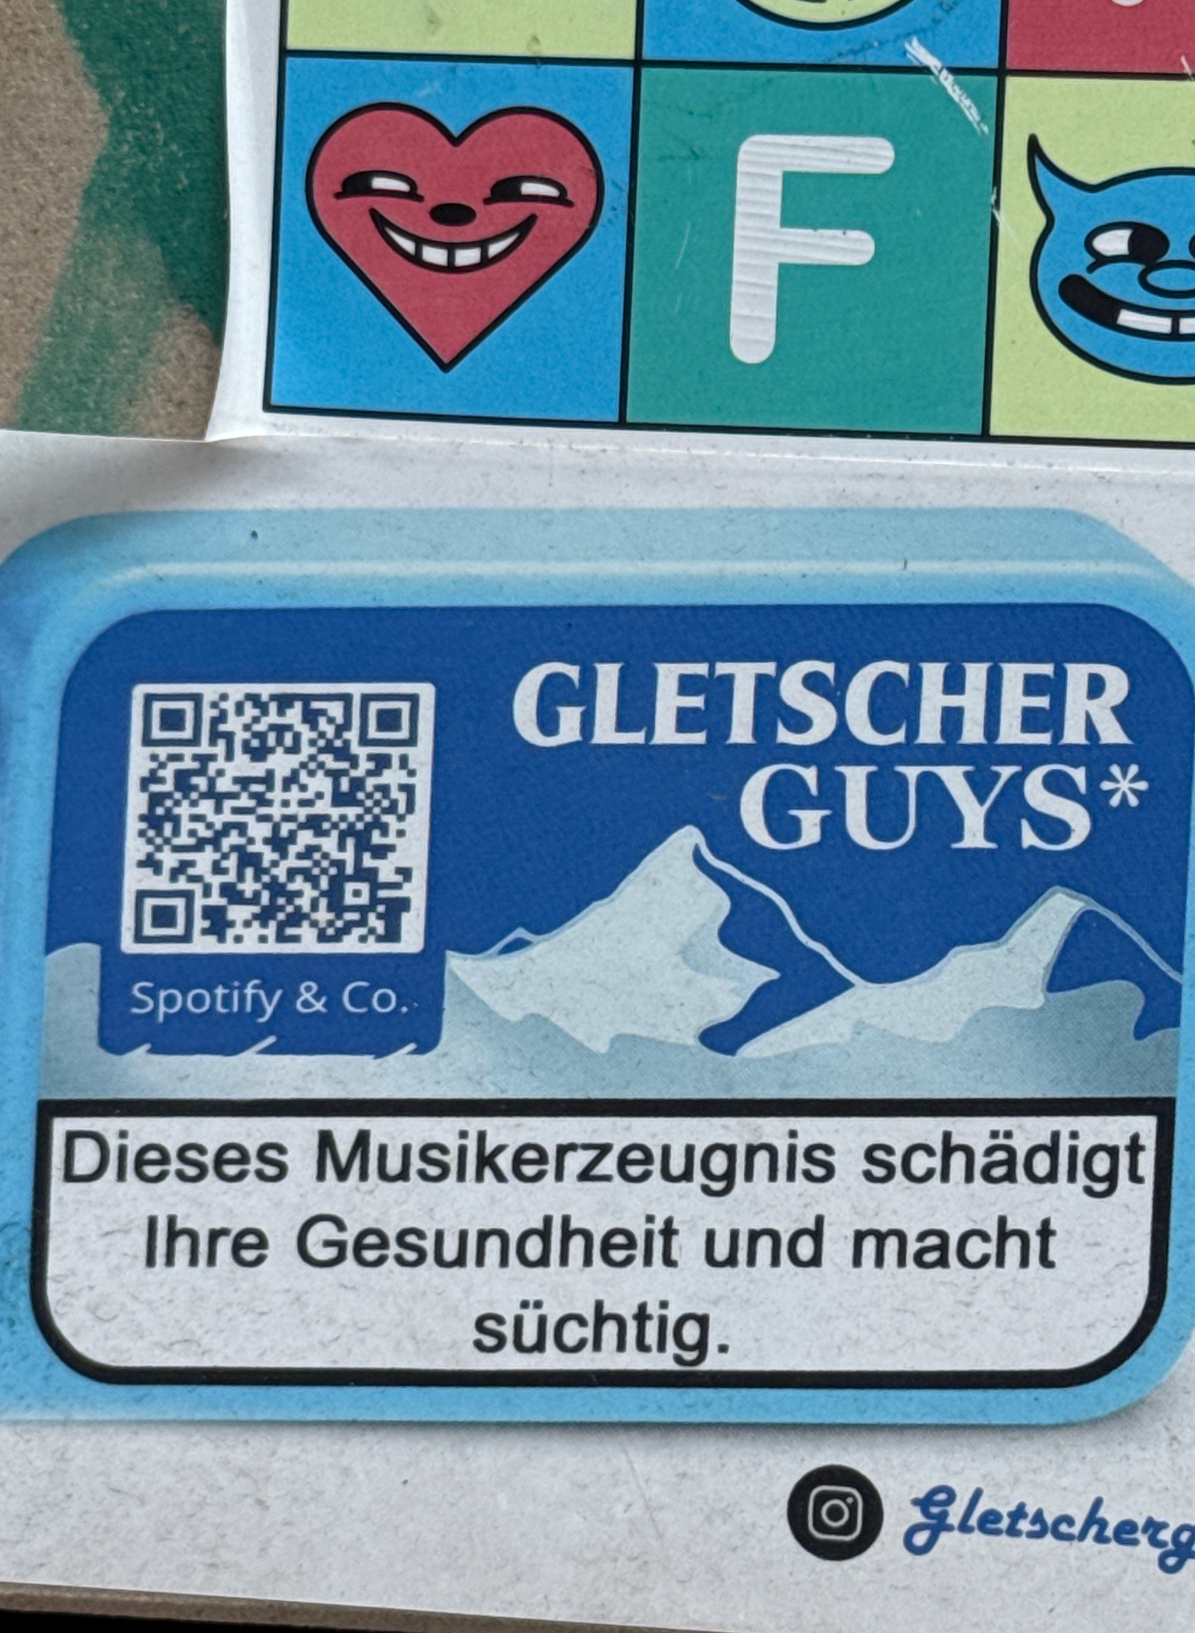 F
GLETSCHER
GUYS*
Spotify & Co.
Dieses Musikerzeugnis schädigt
Ihre Gesundheit und macht
süchtig.